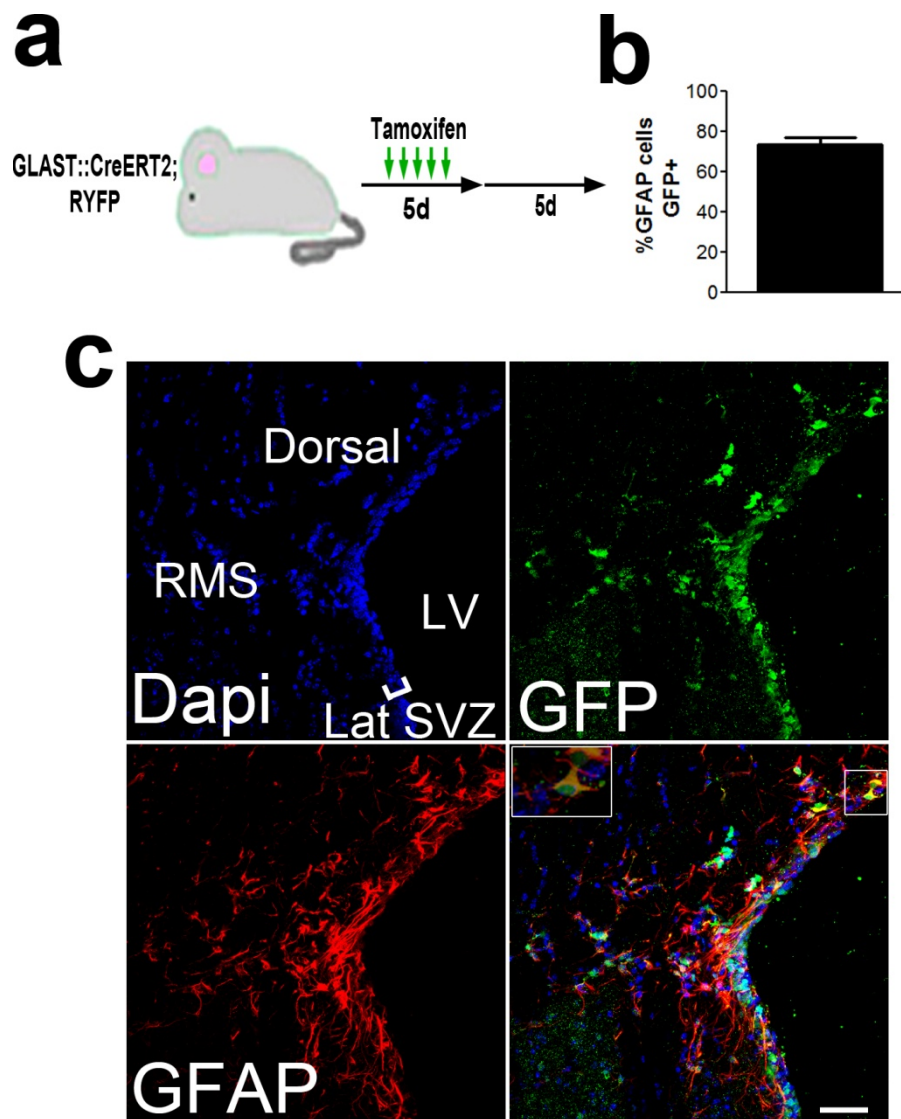 a
GLAST::CreERT2;
RYFP
Tamoxifen
5d
5d
b
%GFAP cells
GFP+
100
80
60
40
20
0
c
Dorsal
RMS
LV
Dapi
Lat SVZ
GFP
GFAP